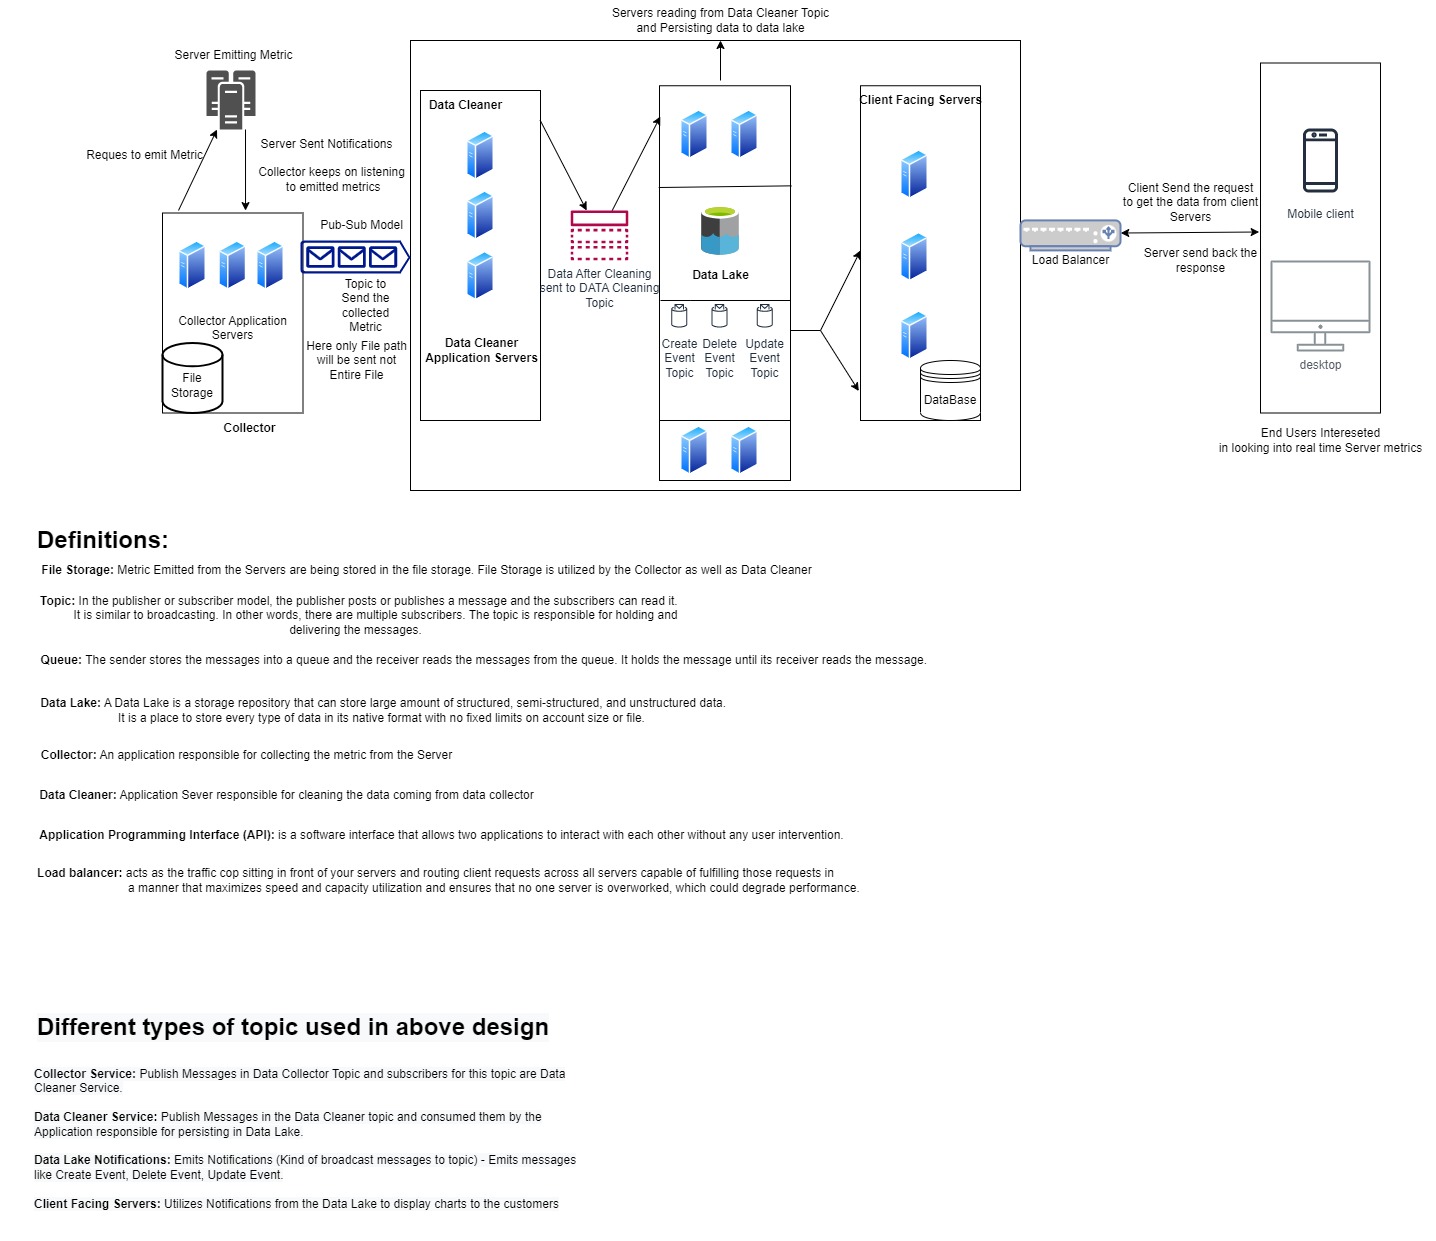 Servers reading from Data Cleaner Topic
and Persisting data to data lake
Server Emitting Metric
Reques to emit Metric
Server Sent Notifications
Collector keeps on listening
to emitted metrics
Pub-Sub Model
Topic to
Send the
collected
Metric
Here only File path
will be sent not
Entire File
Collector Application
Servers
File
Storage
Collector
Data Cleaner
Data Cleaner
Application Servers
Data After Cleaning
sent to DATA Cleaning
Topic
Data Lake
Create
Event
Topic
Delete
Event
Topic
Update
Event
Topic
Client Facing Servers
DataBase
Load Balancer
Client Send the request
to get the data from client
Servers
Server send back the
response
Mobile client
desktop
End Users Intereseted
in looking into real time Server metrics
Definitions:
File Storage: Metric Emitted from the Servers are being stored in the file storage. File Storage is utilized by the Collector as well as Data Cleaner
Topic: In the publisher or subscriber model, the publisher posts or publishes a message and the subscribers can read it.
It is similar to broadcasting. In other words, there are multiple subscribers. The topic is responsible for holding and
delivering the messages.
Queue: The sender stores the messages into a queue and the receiver reads the messages from the queue. It holds the message until its receiver reads the message.
Data Lake: A Data Lake is a storage repository that can store large amount of structured, semi-structured, and unstructured data.
It is a place to store every type of data in its native format with no fixed limits on account size or file.
Collector: An application responsible for collecting the metric from the Server
Data Cleaner: Application Sever responsible for cleaning the data coming from data collector
Application Programming Interface (API): is a software interface that allows two applications to interact with each other without any user intervention.
Load balancer: acts as the traffic cop sitting in front of your servers and routing client requests across all servers capable of fulfilling those requests in
a manner that maximizes speed and capacity utilization and ensures that no one server is overworked, which could degrade performance.
Different types of topic used in above design
Collector Service: Publish Messages in Data Collector Topic and subscribers for this topic are Data
Cleaner Service.
Data Cleaner Service: Publish Messages in the Data Cleaner topic and consumed them by the
Application responsible for persisting in Data Lake.
Data Lake Notifications: Emits Notifications (Kind of broadcast messages to topic) - Emits messages
like Create Event, Delete Event, Update Event.
Client Facing Servers: Utilizes Notifications from the Data Lake to display charts to the customers